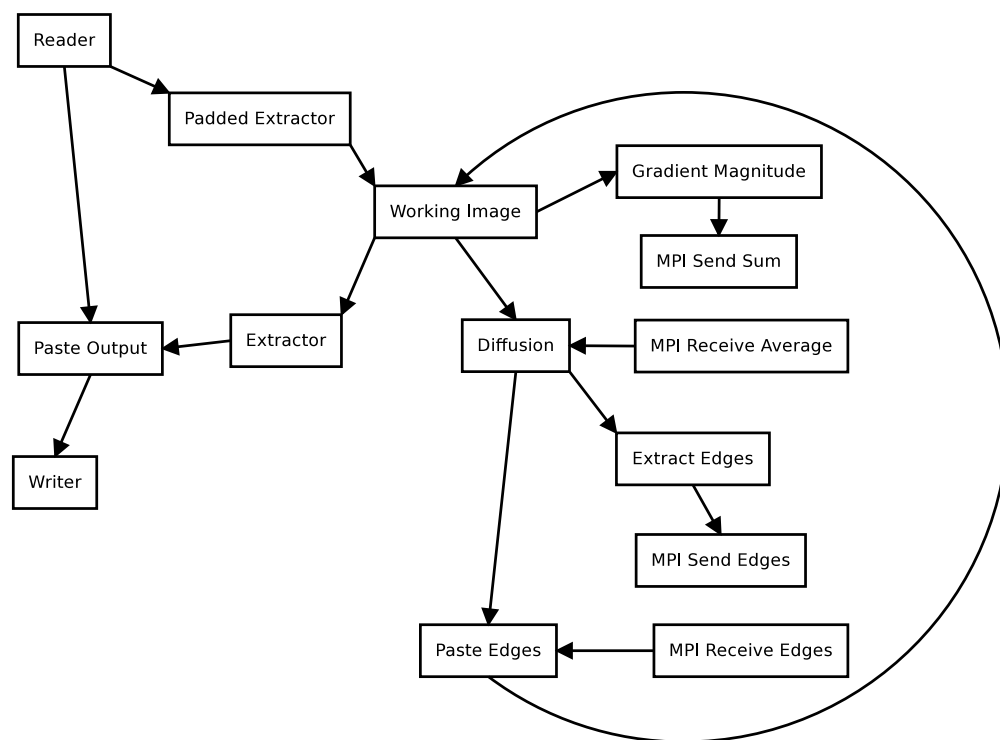 Reader
Padded Extractor
Gradient Magnitude
Working Image
MPI Send Sum
Paste Output
Extractor
Diffusion
MPI Receive Average
Extract Edges
Writer
MPI Send Edges
Paste Edges
MPI Receive Edges